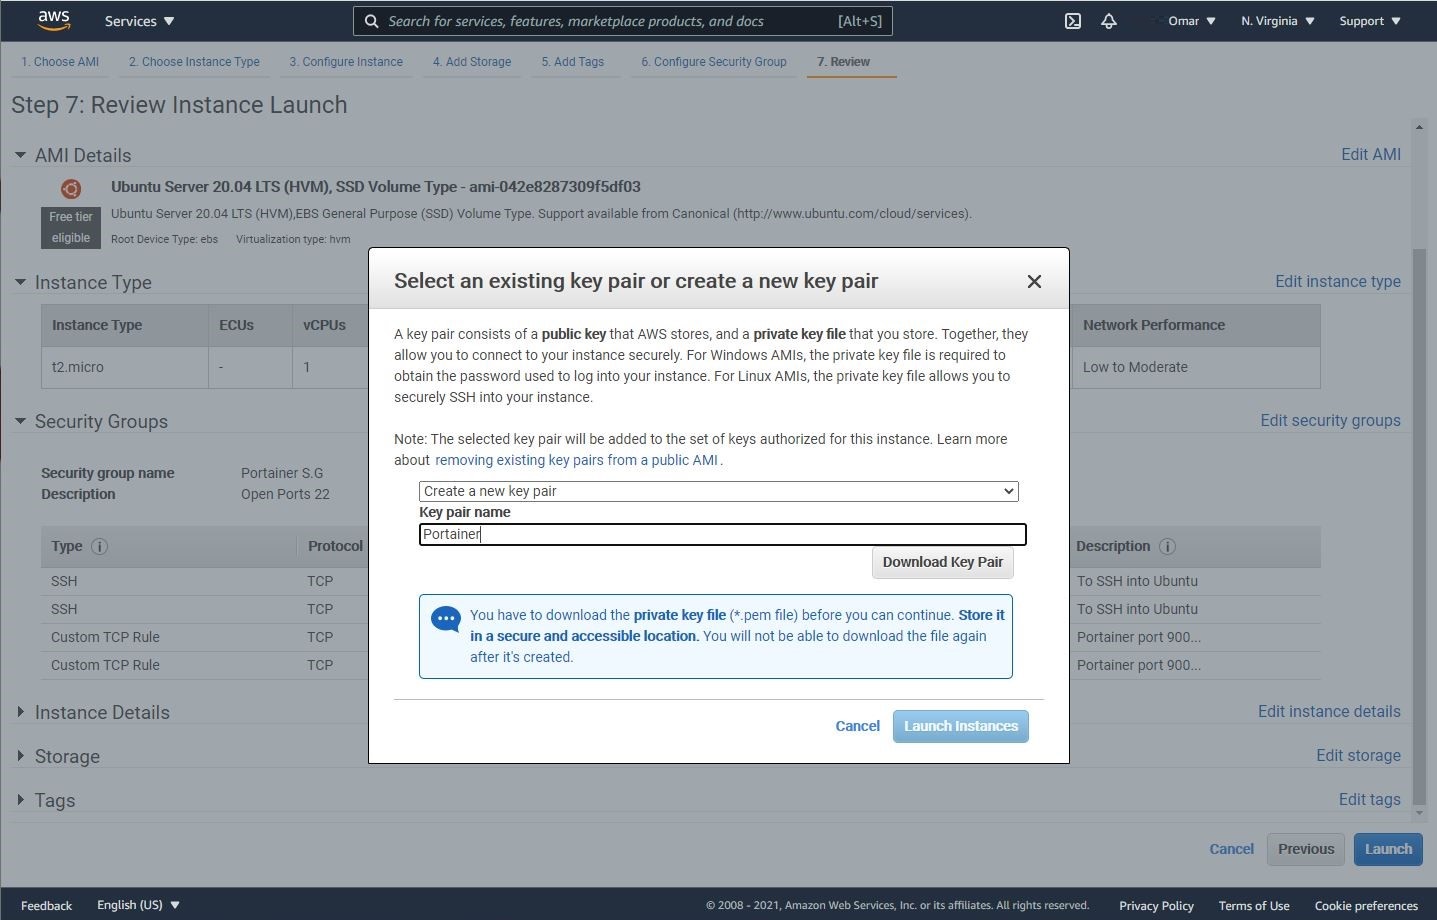 aws
Services
Search for services, features, marketplace products, and docs
[Alt+S]
Omar
N. Virginia
Support
1. Choose AMI
2. Choose Instance Type
3. Configure Instance
4. Add Storage
5. Add Tags
6. Configure Security Group
7. Review
Step 7: Review Instance Launch
AMI Details
Edit AMI
Ubuntu Server 20.04 LTS (HVM), SSD Volume Type - ami-042e8287309f5df03
Free tier
eligible
Ubuntu Server 20.04 LTS (HVM),EBS General Purpose (SSD) Volume Type. Support available from Canonical (http://www.ubuntu.com/cloud/services).
Root Device Type: ebs
Virtualization type: hvm
Instance Type
Edit instance type
Instance Type
ECUs
vCPUs
Network Performance
t2.micro
-
1
Low to Moderate
Security Groups
Edit security groups
Security group name
Portainer S.G
Description
Open Ports 22
Type
Protocol
Description
SSH
TCP
To SSH into Ubuntu
SSH
TCP
To SSH into Ubuntu
Custom TCP Rule
TCP
Portainer port 900...
Custom TCP Rule
TCP
Portainer port 900...
Instance Details
Edit instance details
Storage
Edit storage
Tags
Edit tags
Select an existing key pair or create a new key pair
A key pair consists of a public key that AWS stores, and a private key file that you store. Together, they
allow you to connect to your instance securely. For Windows AMIs, the private key file is required to
obtain the password used to log into your instance. For Linux AMIs, the private key file allows you to
securely SSH into your instance.
Note: The selected key pair will be added to the set of keys authorized for this instance. Learn more
about removing existing key pairs from a public AMI .
Create a new key pair
Key pair name
Portainer
Download Key Pair
You have to download the private key file (*.pem file) before you can continue. Store it
in a secure and accessible location. You will not be able to download the file again
after it's created.
Cancel
Launch Instances
Cancel
Previous
Launch
Feedback
English (US)
© 2008 - 2021, Amazon Web Services, Inc. or its affiliates. All rights reserved.
Privacy Policy
Terms of Use
Cookie preferences